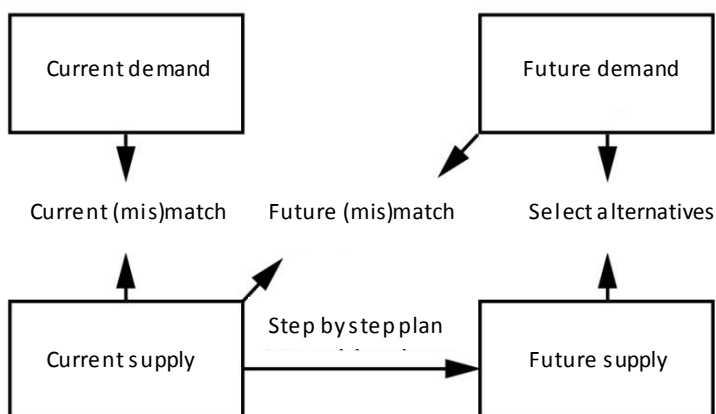 Current demand
Future demand
Current (mis)match
Future (mis)match
Select alternatives
Step by step plan
Current supply
Future supply